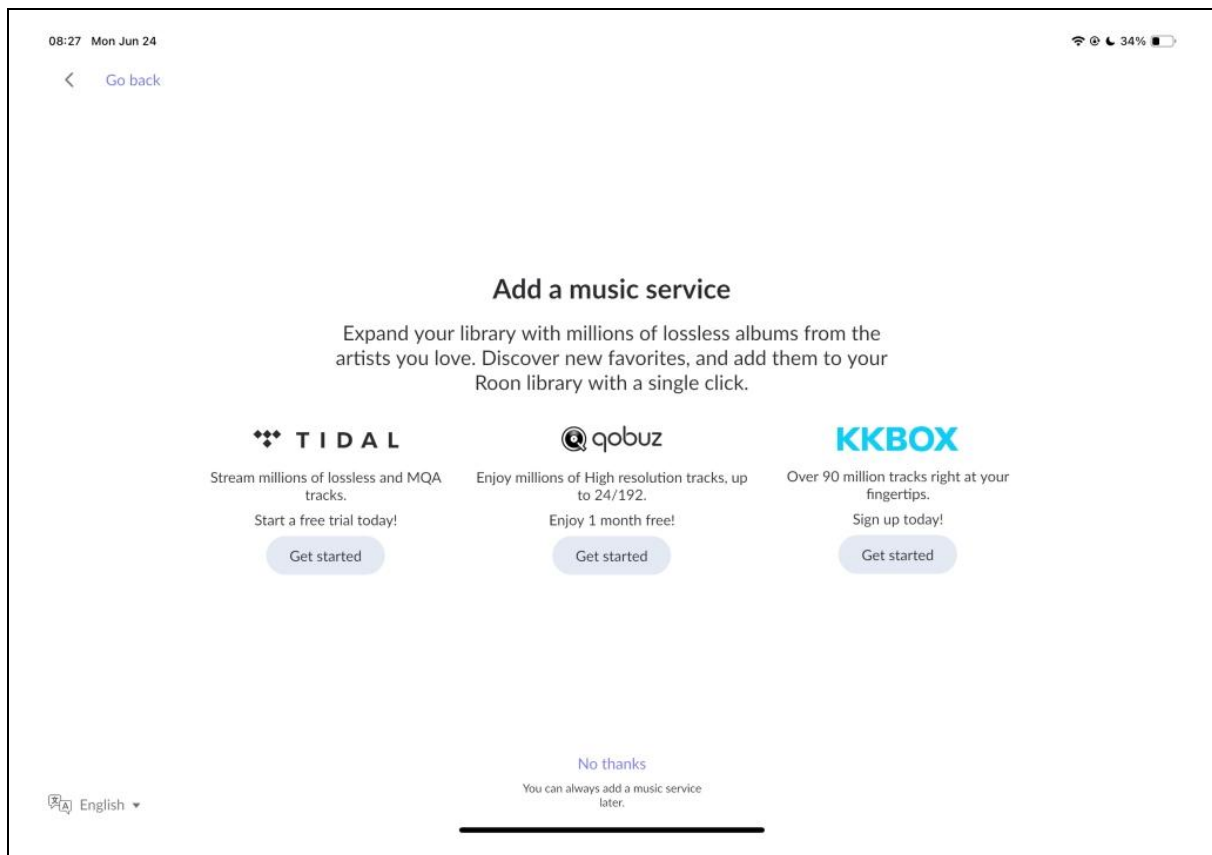 08:27 Mon Jun 24
34%
Go back
Add a music service
Expand your library with millions of lossless albums from the
artists you love. Discover new favorites, and add them to your
Roon library with a single click.
TIDAL
Stream millions of lossless and MQA
tracks.
Start a free trial today!
Get started
qobuz
Enjoy millions of High resolution tracks, up
to 24/192.
Enjoy 1 month free!
Get started
KKBOX
Over 90 million tracks right at your
fingertips.
Sign up today!
Get started
No thanks
You can always add a music service
later.
文A English